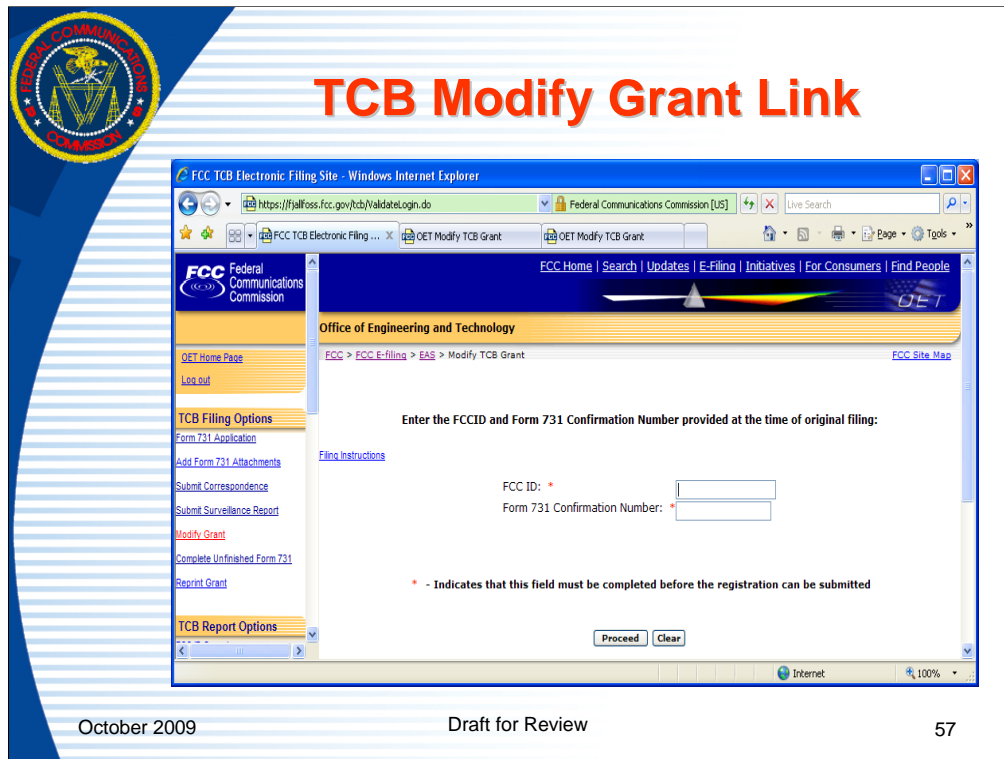 FEDERAL COMMUNICATIONS COMMISSION
TCB Modify Grant Link
FCC TCB Electronic Filing Site - Windows Internet Explorer
https://fjallfoss.fcc.gov/tcb/ValidateLogin.do
Federal Communications Commission [US]
Live Search
FCC TCB Electronic Filing ...
OET Modify TCB Grant
OET Modify TCB Grant
Page
Tools
»
FCC Federal Communications Commission
FCC Home | Search | Updates | E-Filing | Initiatives | For Consumers | Find People
OET
Office of Engineering and Technology
FCC > FCC E-filing > EAS > Modify TCB Grant
FCC Site Map
OET Home Page
Log out
TCB Filing Options
Form 731 Application
Add Form 731 Attachments
Submit Correspondence
Submit Surveillance Report
Modify Grant
Complete Unfinished Form 731
Reprint Grant
TCB Report Options
Enter the FCCID and Form 731 Confirmation Number provided at the time of original filing:
Filing Instructions
FCC ID: *
Form 731 Confirmation Number: *
* - Indicates that this field must be completed before the registration can be submitted
Proceed
Clear
Internet
100%
October 2009
Draft for Review
57